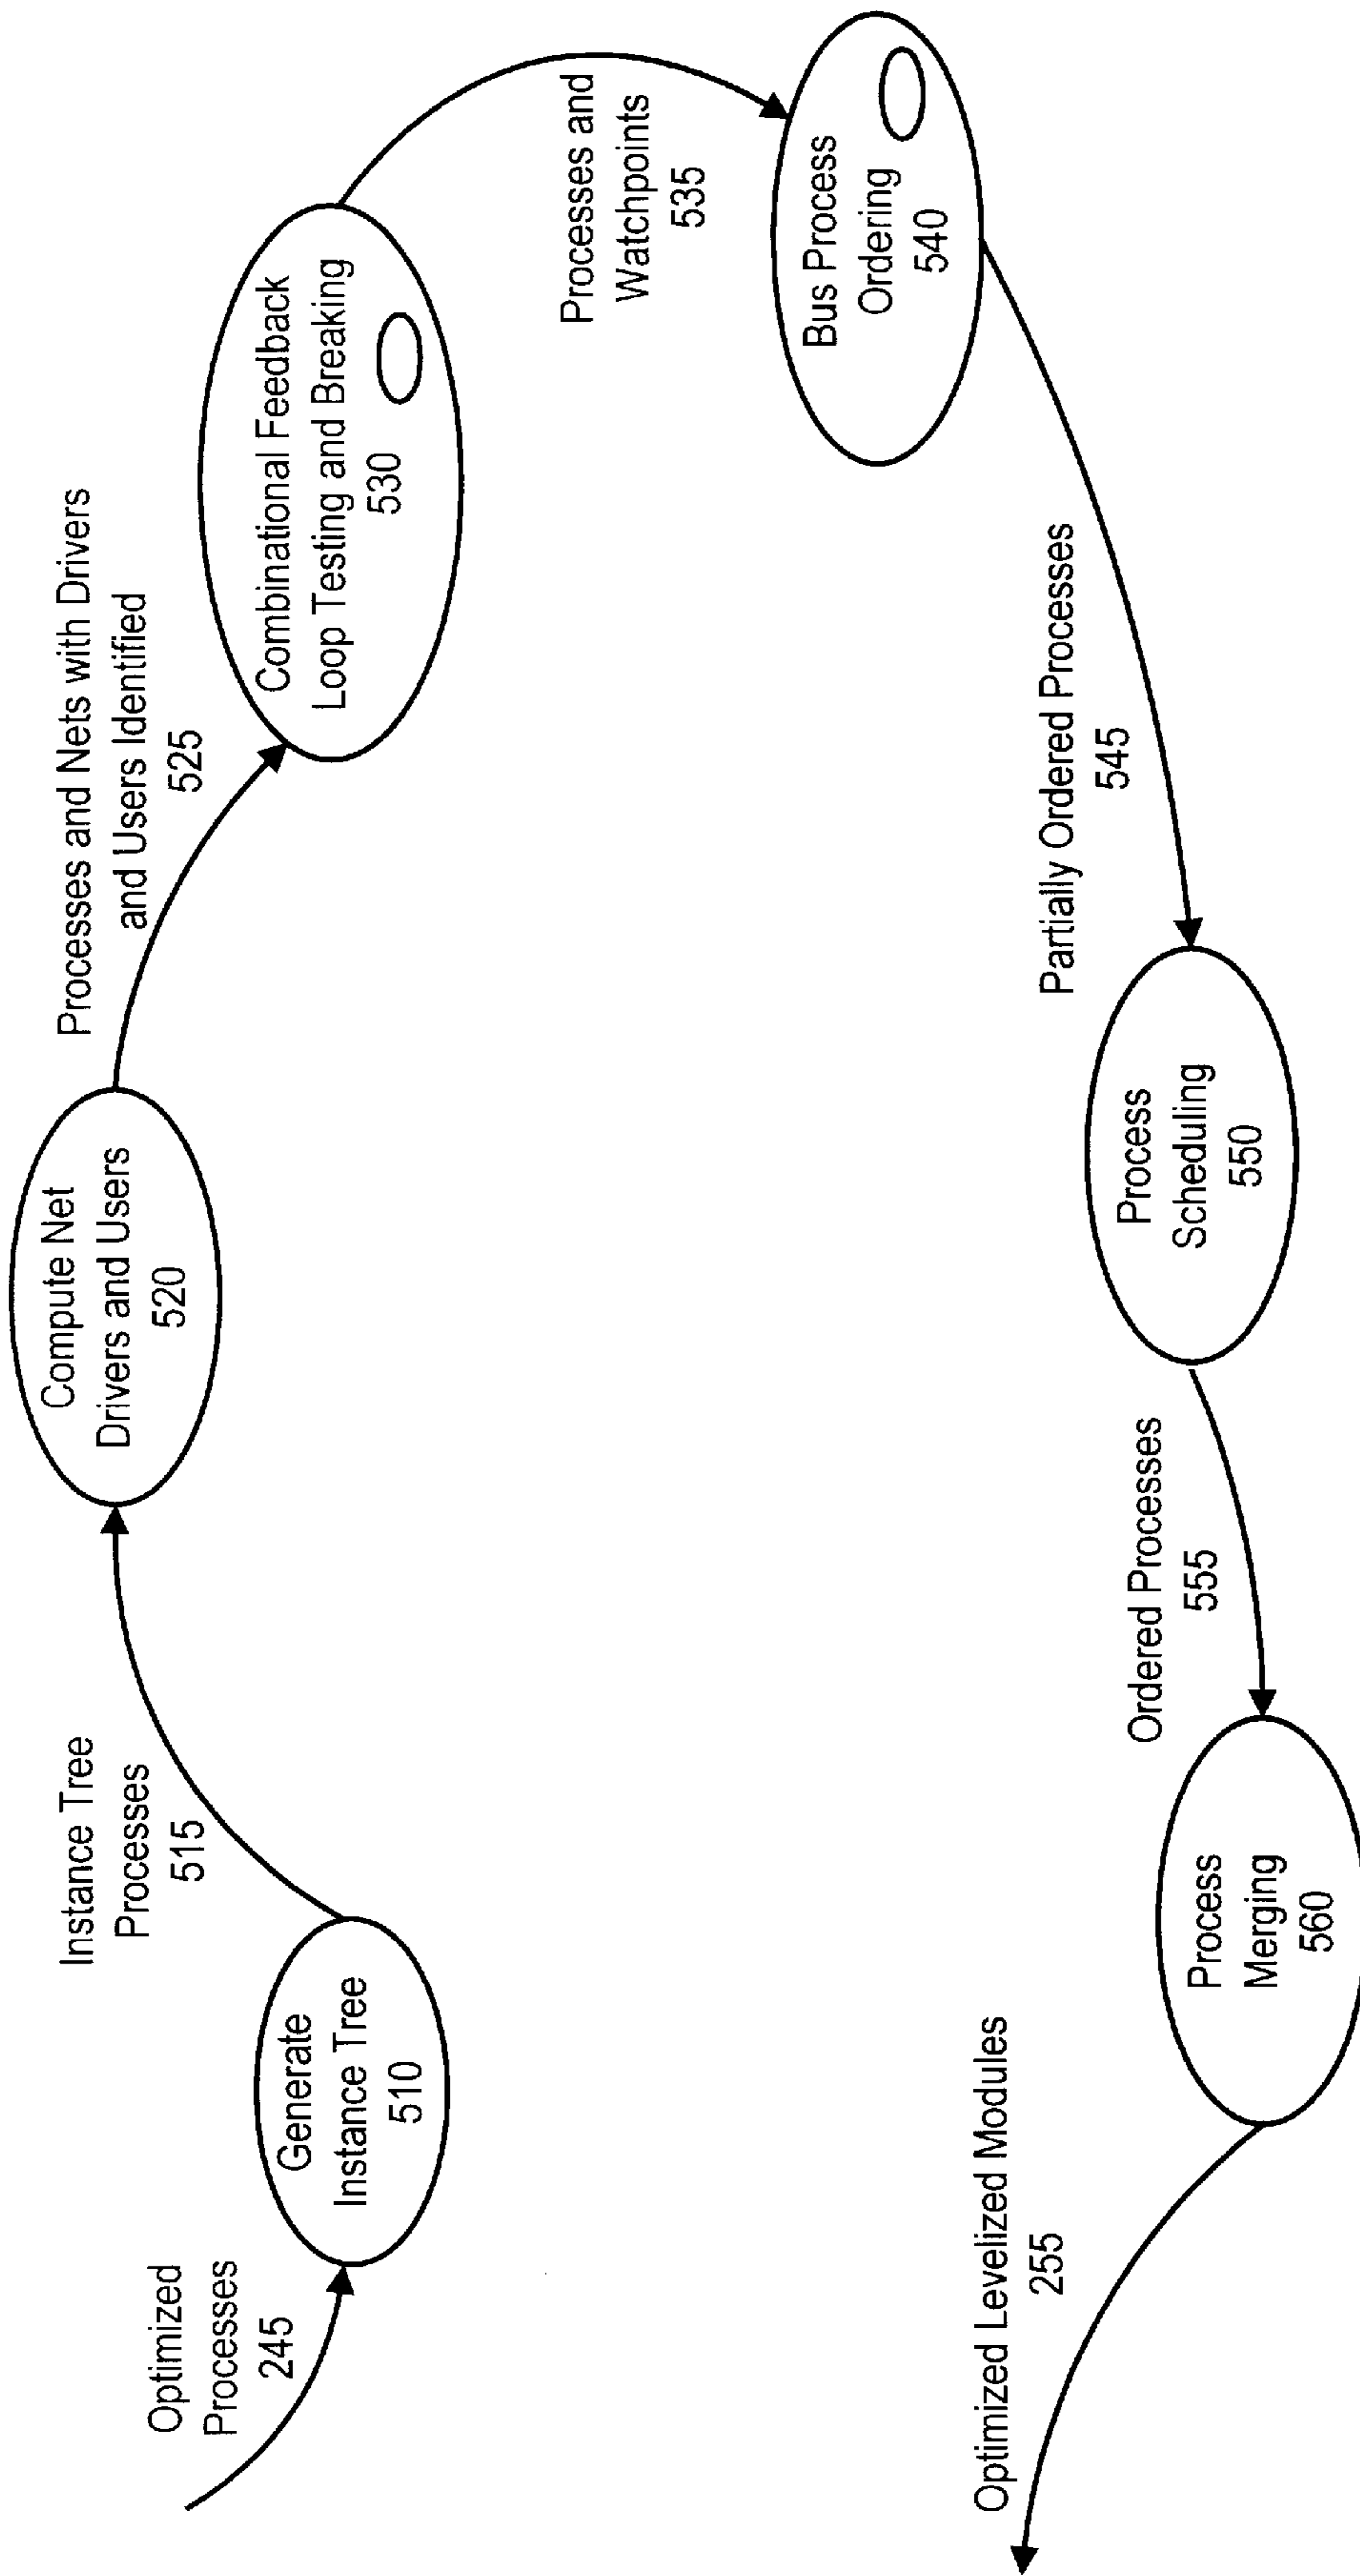 Optimized
Processes
245
Generate
Instance Tree
510
Instance Tree
Processes
515
Compute Net
Drivers and Users
520
Processes and Nets with Drivers
and Users Identified
525
Combinational Feedback
Loop Testing and Breaking
530
Processes and
Watchpoints
535
Bus Process
Ordering
540
Partially Ordered Processes
545
Process
Scheduling
550
Ordered Processes
555
Process
Merging
560
Optimized Levelized Modules
255